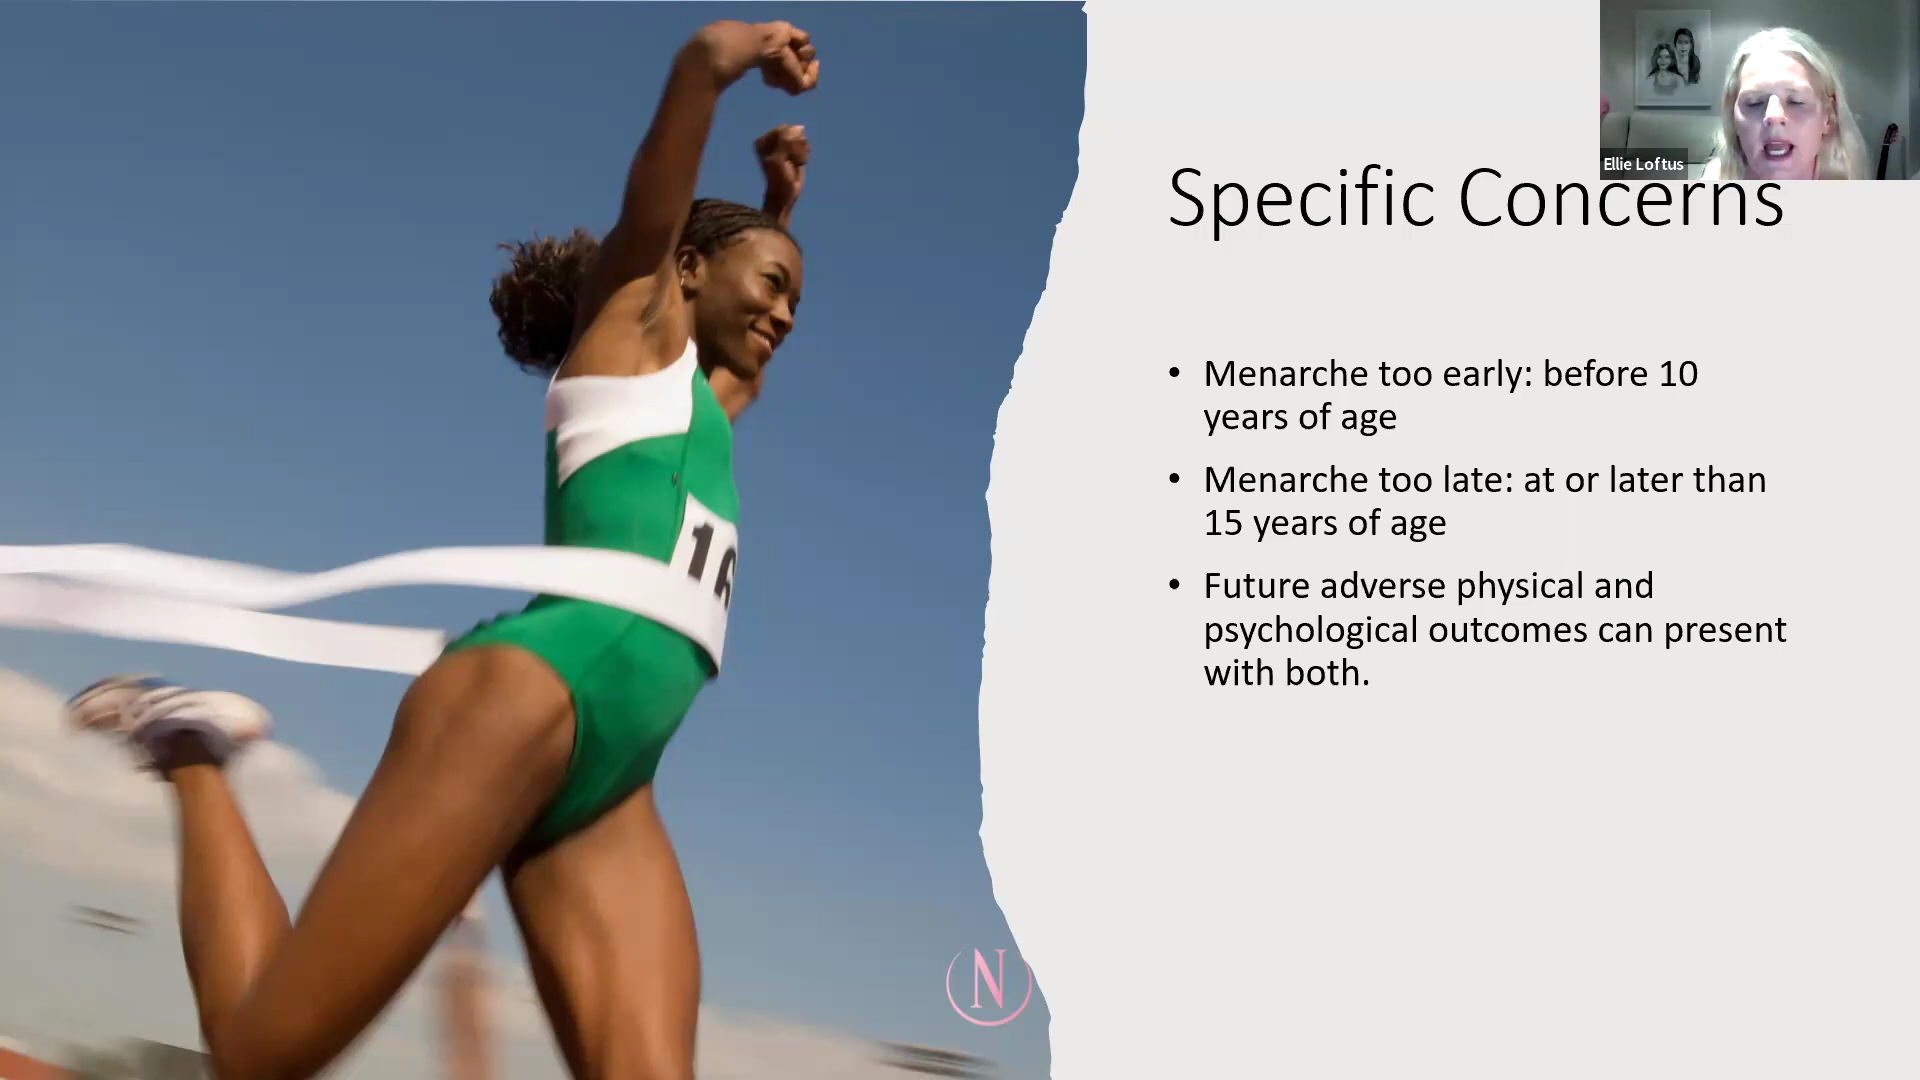 Ellie Loftus
Specific Concerns
• Menarche too early: before 10
years of age
• Menarche too late: at or later than
15 years of age
• Future adverse physical and
psychological outcomes can present
with both.
16
N